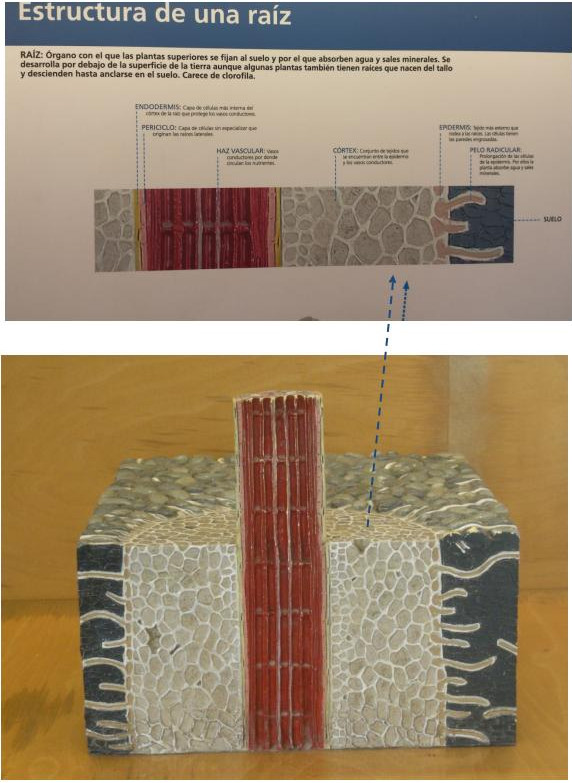 Estructura de una raíz
RAÍZ: Órgano con el que las plantas superiores se fijan al suelo y por el que absorben agua y sales minerales. Se
desarrolla por debajo de la superficie de la tierra aunque algunas plantas también tienen raíces que nacen del tallo
y descienden hasta anclarse en el suelo. Carece de clorofila.
ENDODERMIS: Capa de células más interna del
córtex de la raíz que protege los vasos conductores.
PERICICLO: Capa de células sin especializar que
originan las raíces laterales.
HAZ VASCULAR: Vasos
conductores por donde
circulan los nutrientes.
CÓRTEX: Conjunto de tejidos que
se encuentran entre la epidermis
y los vasos conductores.
EPIDERMIS: Tejido más externo que
rodea a las raíces. Las células tienen
las paredes engrosadas.
PELO RADICULAR:
Prolongación de las células
de la epidermis. Por ellos la
planta absorbe agua y sales
minerales.
SUELO